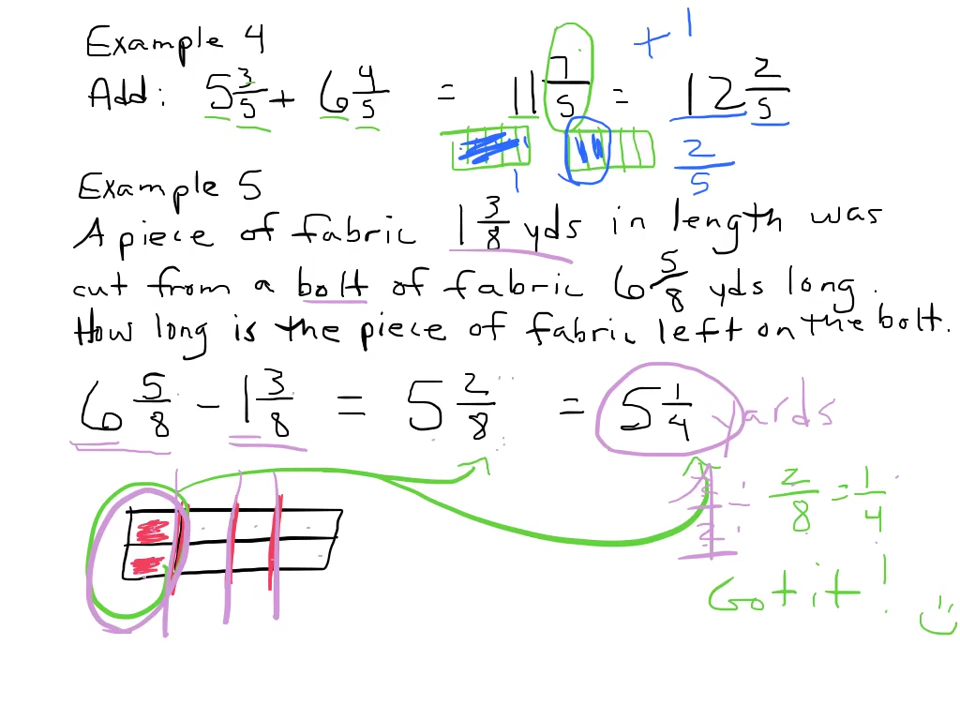 Example 4
+1
Add: 5 3/5 + 6 4/5 = 11 7/5 = 12 2/5
1 2/5
Example 5
A piece of fabric 1 3/8 yds in length was
cut from a bolt of fabric 6 5/8 yds long.
How long is the piece of fabric left on the bolt.
6 5/8 - 1 3/8 = 5 2/8 = 5 1/4 yards
2/8 = 1/4
Got it!